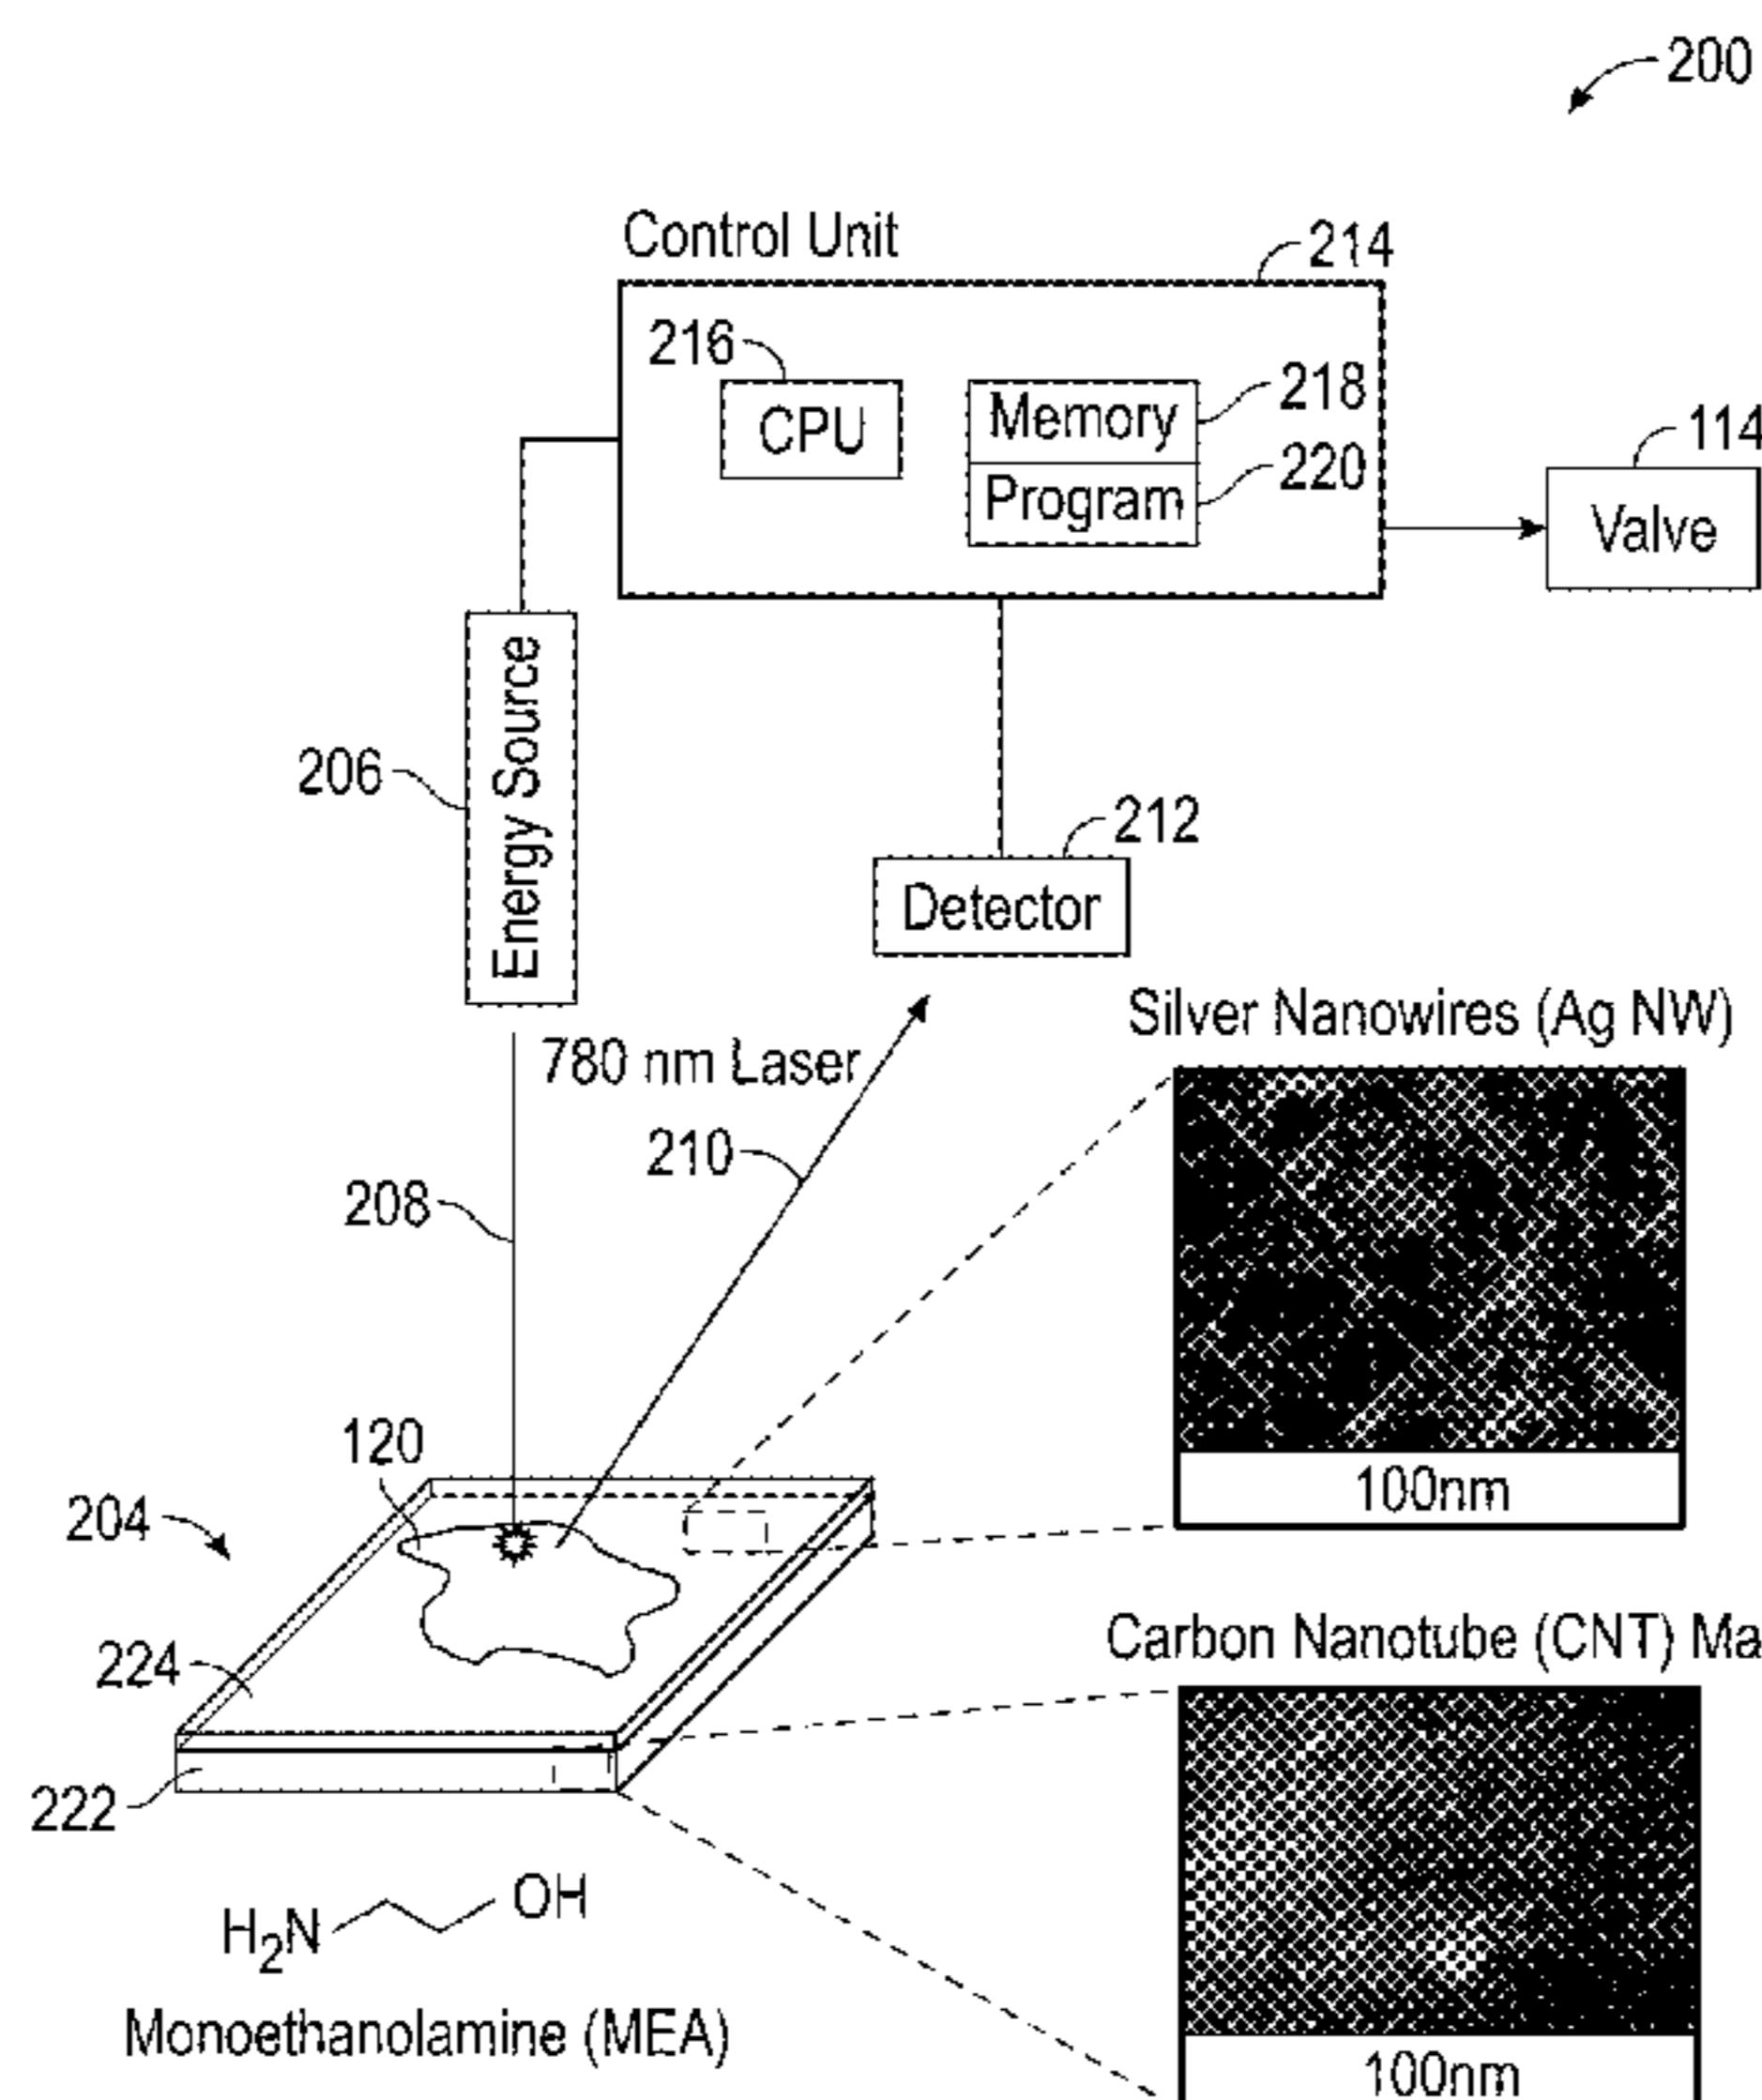 200
Control Unit
214
216
CPU
Memory
218
Program
220
114
Valve
206
Energy Source
212
Detector
Silver Nanowires (Ag NW)
780 nm Laser
210
208
100nm
120
204
Carbon Nanotube (CNT) Ma
224
222
H₂N
OH
Monoethanolamine (MEA)
100nm